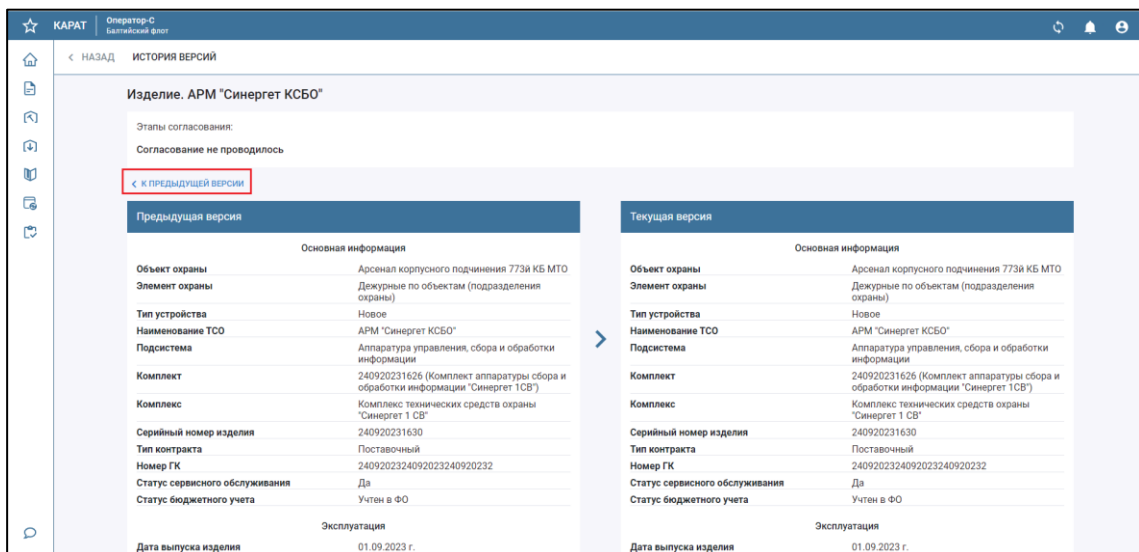 КАРАТ
Оператор-С
Балтийский флот
НАЗАД ИСТОРИЯ ВЕРСИЙ
Изделие. АРМ "Синергет КСБО"
Этапы согласования:
Согласование не проводилось
К ПРЕДЫДУЩЕЙ ВЕРСИИ
Предыдущая версия
Основная информация
Объект охраны Арсенал корпусного подчинения 773й КБ МТО
Элемент охраны Дежурные по объектам (подразделения
охраны)
Тип устройства Новое
Наименование ТСО АРМ "Синергет КСБО"
Подсистема Аппаратура управления, сбора и обработки
информации
Комплект 240920231626 (Комплект аппаратуры сбора и
обработки информации "Синергет 1СВ")
Комплекс Комплекс технических средств охраны
"Синергет 1 СВ"
Серийный номер изделия 240920231630
Тип контракта Поставочный
Номер ГК 2409202324092023240920232
Статус сервисного обслуживания Да
Статус бюджетного учета Учтен в ФО
Эксплуатация
Дата выпуска изделия 01.09.2023 г.
Текущая версия
Основная информация
Объект охраны Арсенал корпусного подчинения 773й КБ МТО
Элемент охраны Дежурные по объектам (подразделения
охраны)
Тип устройства Новое
Наименование ТСО АРМ "Синергет КСБО"
Подсистема Аппаратура управления, сбора и обработки
информации
Комплект 240920231626 (Комплект аппаратуры сбора и
обработки информации "Синергет 1СВ")
Комплекс Комплекс технических средств охраны
"Синергет 1 СВ"
Серийный номер изделия 240920231630
Тип контракта Поставочный
Номер ГК 2409202324092023240920232
Статус сервисного обслуживания Да
Статус бюджетного учета Учтен в ФО
Эксплуатация
Дата выпуска изделия 01.09.2023 г.